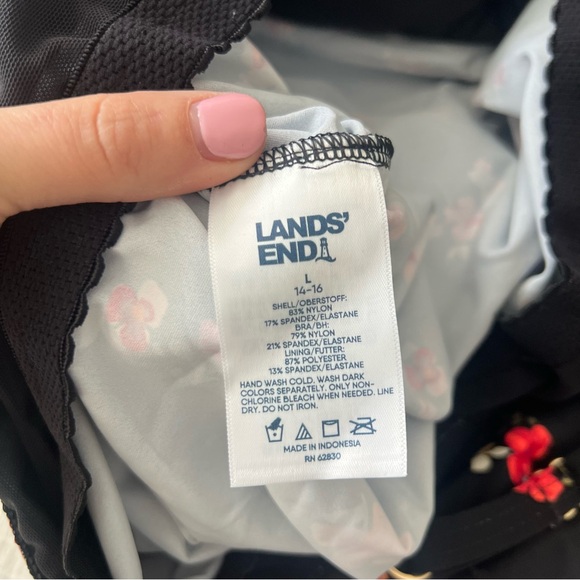 LANDS'
END
L
14-16
SHELL/OBERSTOFF:
83% NYLON
17% SPANDEX/ELASTANE
BRA/BH:
79% NYLON
21% SPANDEX/ELASTANE
LINING/FUTTER:
87% POLYESTER
13% SPANDEX/ELASTANE
HAND WASH COLD. WASH DARK
COLORS SEPARATELY. ONLY NON-
CHLORINE BLEACH WHEN NEEDED. LINE
DRY. DO NOT IRON.
MADE IN INDONESIA
RN 62830